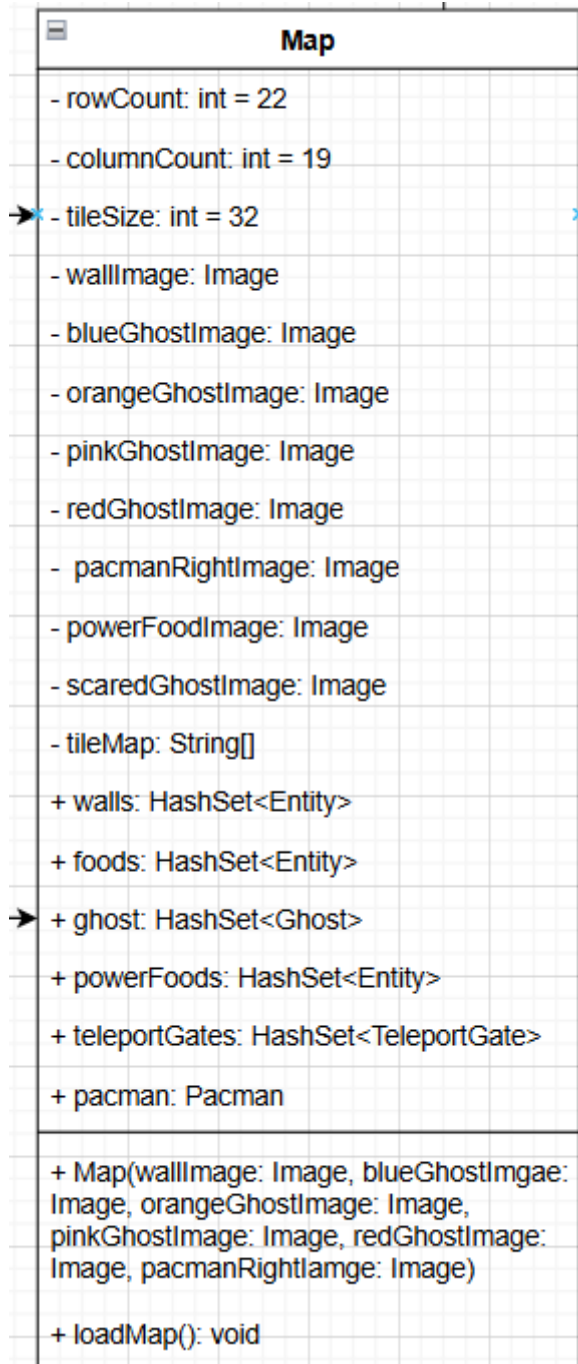 Map
- rowCount: int = 22
- columnCount: int = 19
- tileSize: int = 32
- wallImage: Image
- blueGhostImage: Image
- orangeGhostImage: Image
- pinkGhostImage: Image
- redGhostImage: Image
- pacmanRightImage: Image
- powerFoodImage: Image
- scaredGhostImage: Image
- tileMap: String[]
+ walls: HashSet<Entity>
+ foods: HashSet<Entity>
+ ghost: HashSet<Ghost>
+ powerFoods: HashSet<Entity>
+ teleportGates: HashSet<TeleportGate>
+ pacman: Pacman
+ Map(wallImage: Image, blueGhostImgae:
Image, orangeGhostImage: Image,
pinkGhostImage: Image, redGhostImage:
Image, pacmanRightIamge: Image)
+ loadMap(): void